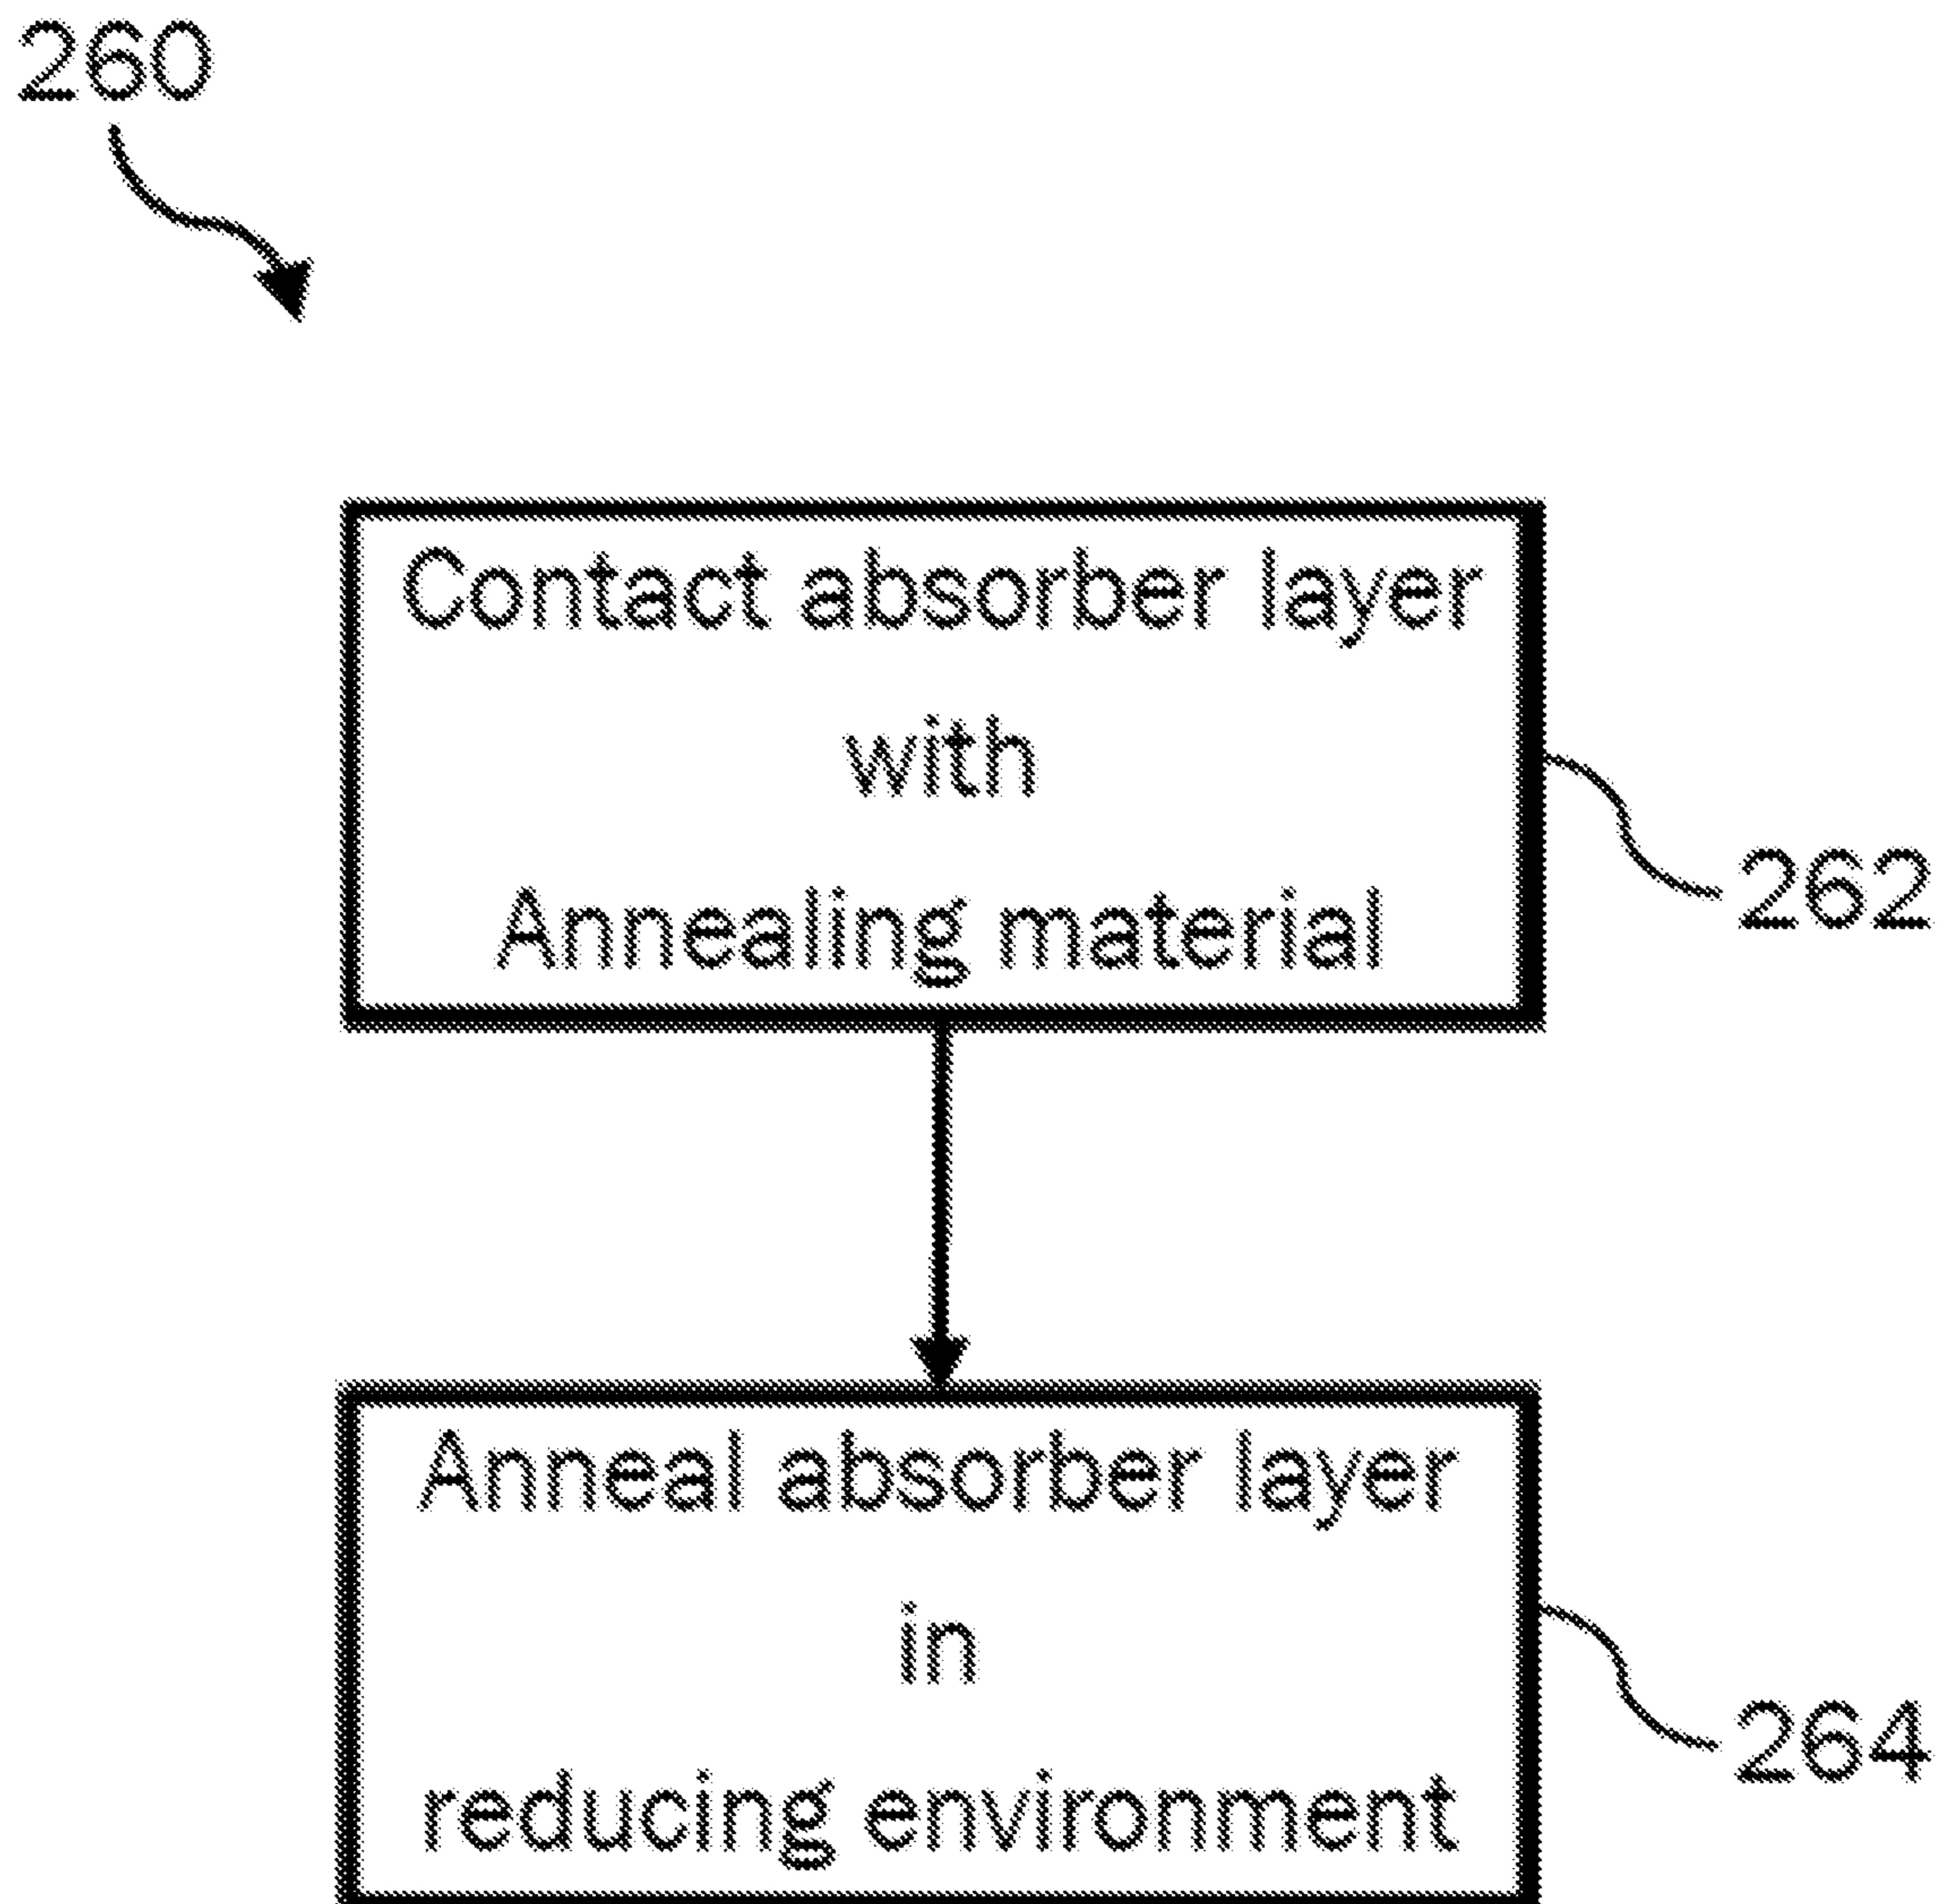 260
Contact absorber layer
with
Annealing material
262
Anneal absorber layer
in
reducing environment
264